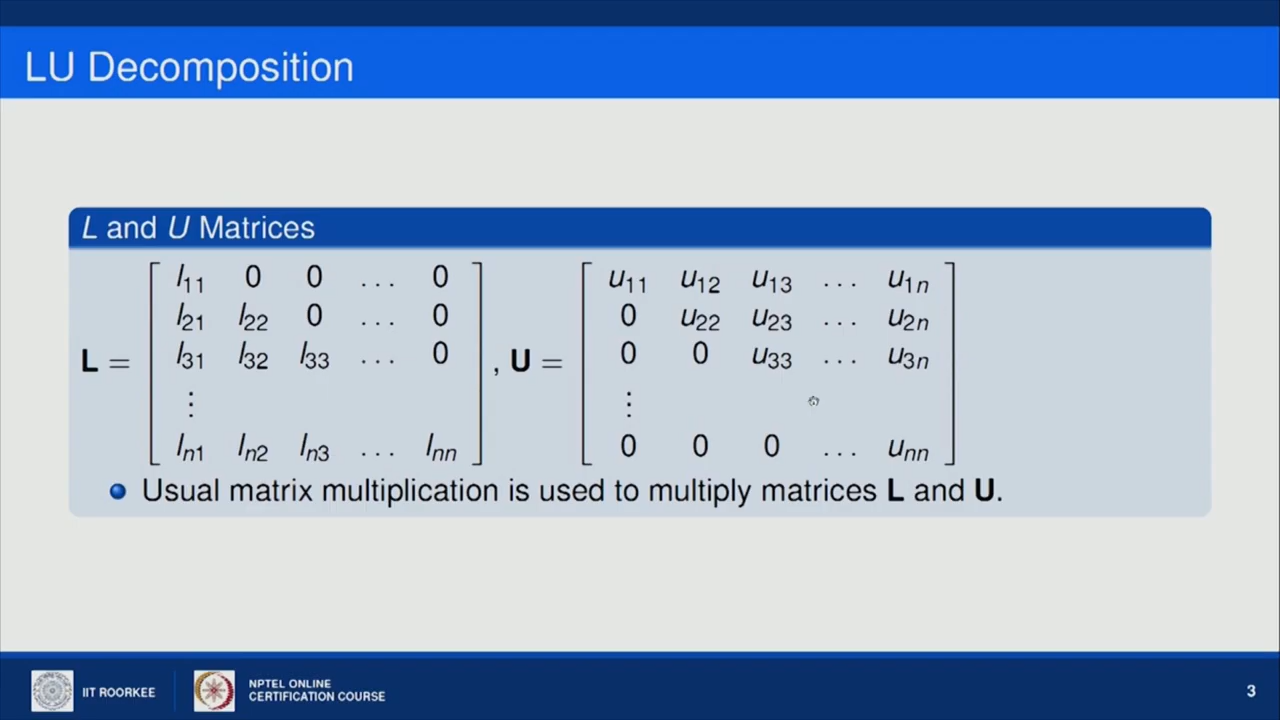 LU Decomposition
L and U Matrices
L = [ l11 0 0 ... 0
l21 l22 0 ... 0
l31 l32 l33 ... 0
⋮
ln1 ln2 ln3 ... lnn ]
, U = [ u11 u12 u13 ... u1n
0 u22 u23 ... u2n
0 0 u33 ... u3n
⋮
0 0 0 ... unn ]
Usual matrix multiplication is used to multiply matrices L and U.
IIT ROORKEE
NPTEL ONLINE
CERTIFICATION COURSE
3